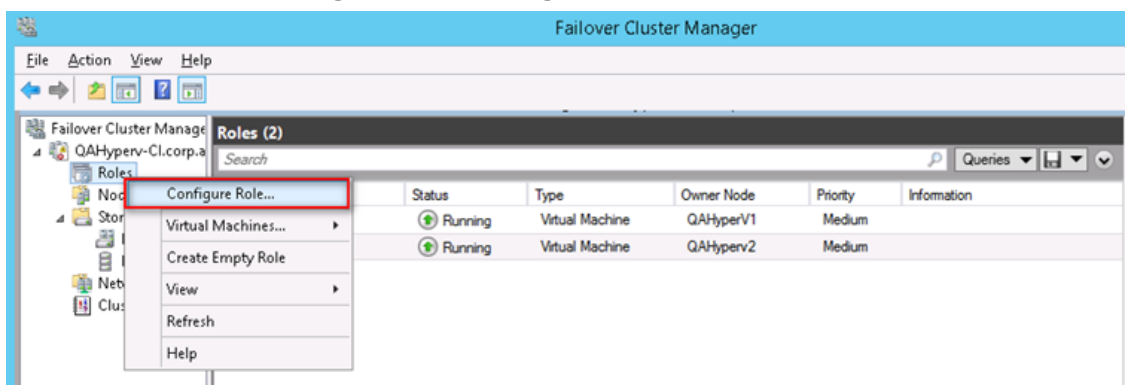 Failover Cluster Manager
File Action View Help
Failover Cluster Manage
Roles (2)
QAHyperv-Cl.corp.a
Search
Queries
Roles
Configure Role...
Status Type Owner Node Priority Information
Stor
Virtual Machines...
Running Virtual Machine QAHyperV1 Medium
Running Virtual Machine QAHyperv2 Medium
Create Empty Role
Net
View
Clus
Refresh
Help